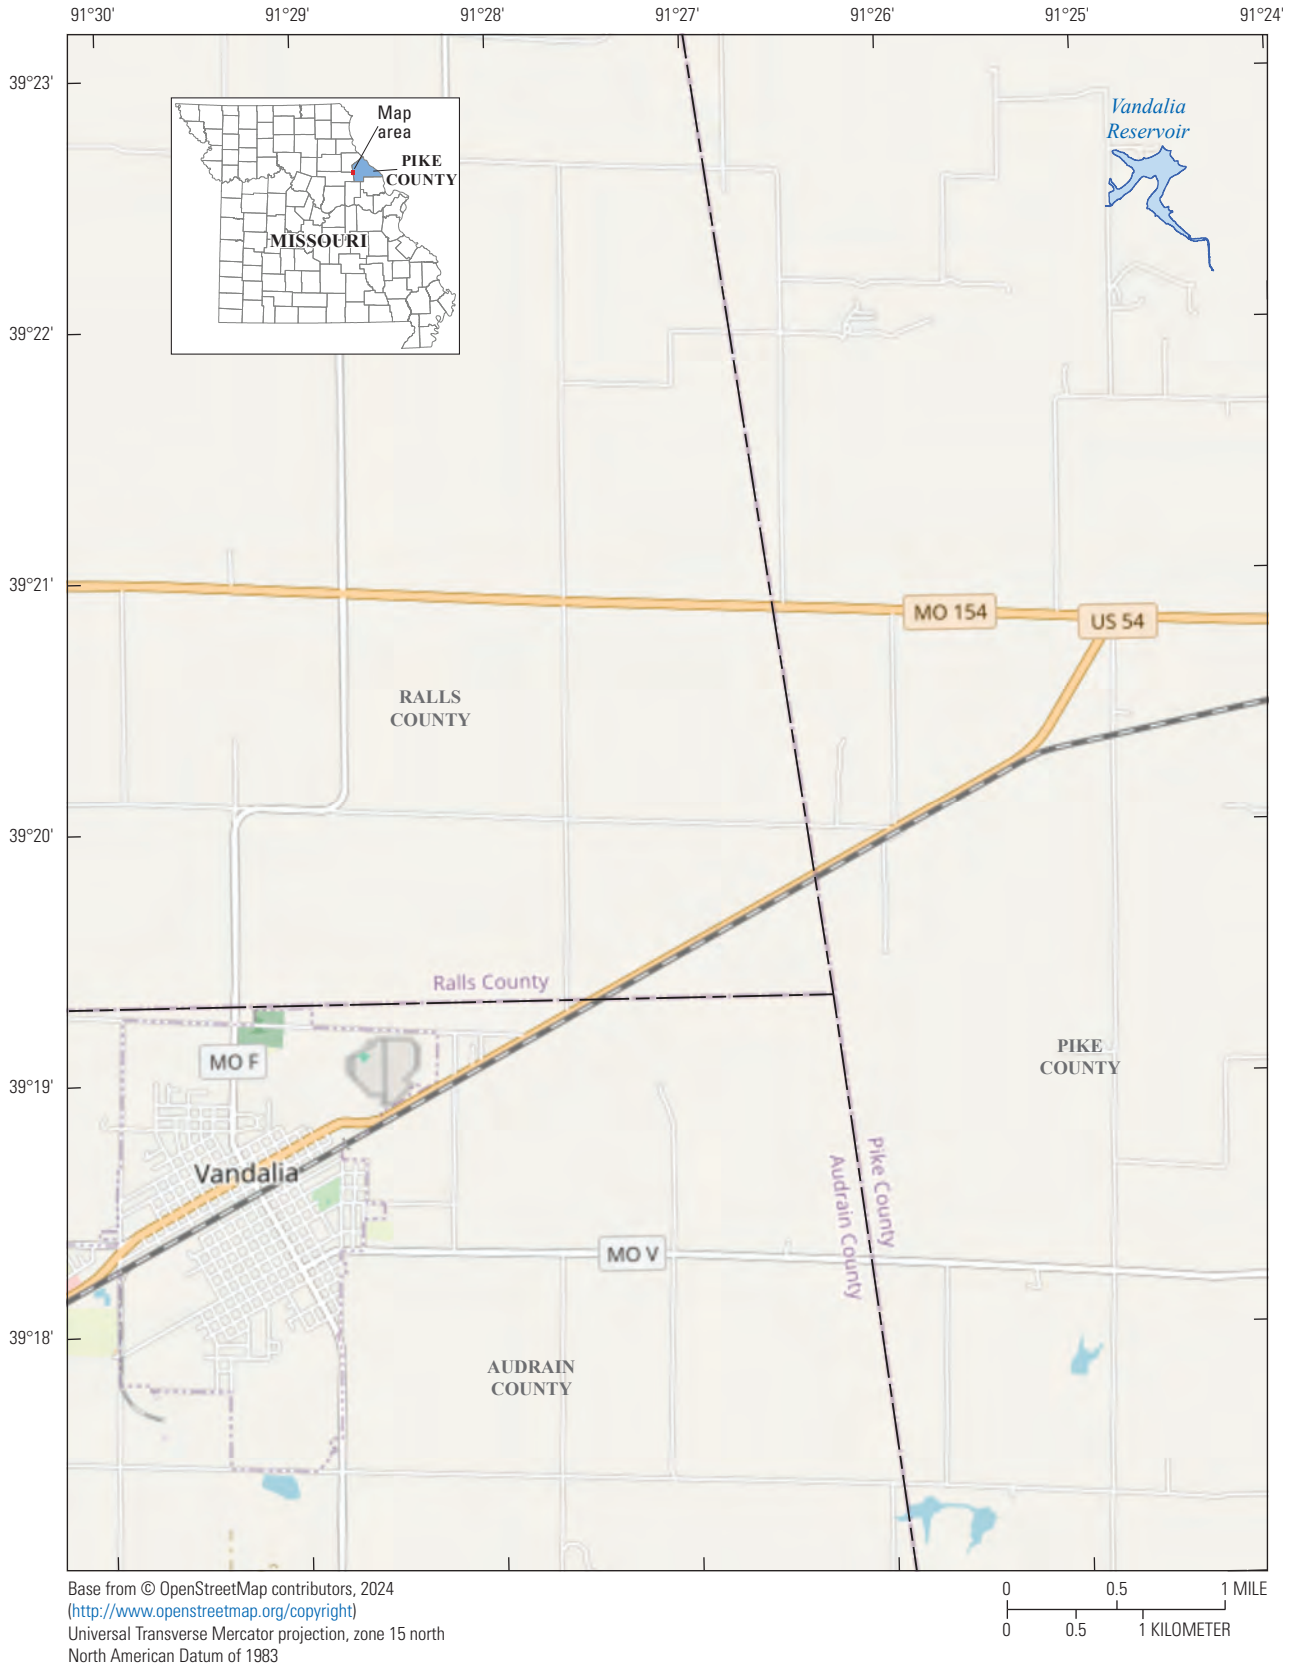 91°30' 91°29' 91°28' 91°27' 91°26' 91°25' 91°24'
39°23'
Vandalia
Reservoir
Map
area
PIKE
COUNTY
MISSOURI
39°22'
39°21'
MO 154
US 54
RALLS
COUNTY
39°20'
Ralls County
MO F
PIKE
COUNTY
39°19'
Vandalia
Pike County
Audrain County
MO V
39°18'
AUDRAIN
COUNTY
Base from © OpenStreetMap contributors, 2024
(http://www.openstreetmap.org/copyright)
Universal Transverse Mercator projection, zone 15 north
North American Datum of 1983
0 0.5 1 MILE
0 0.5 1 KILOMETER